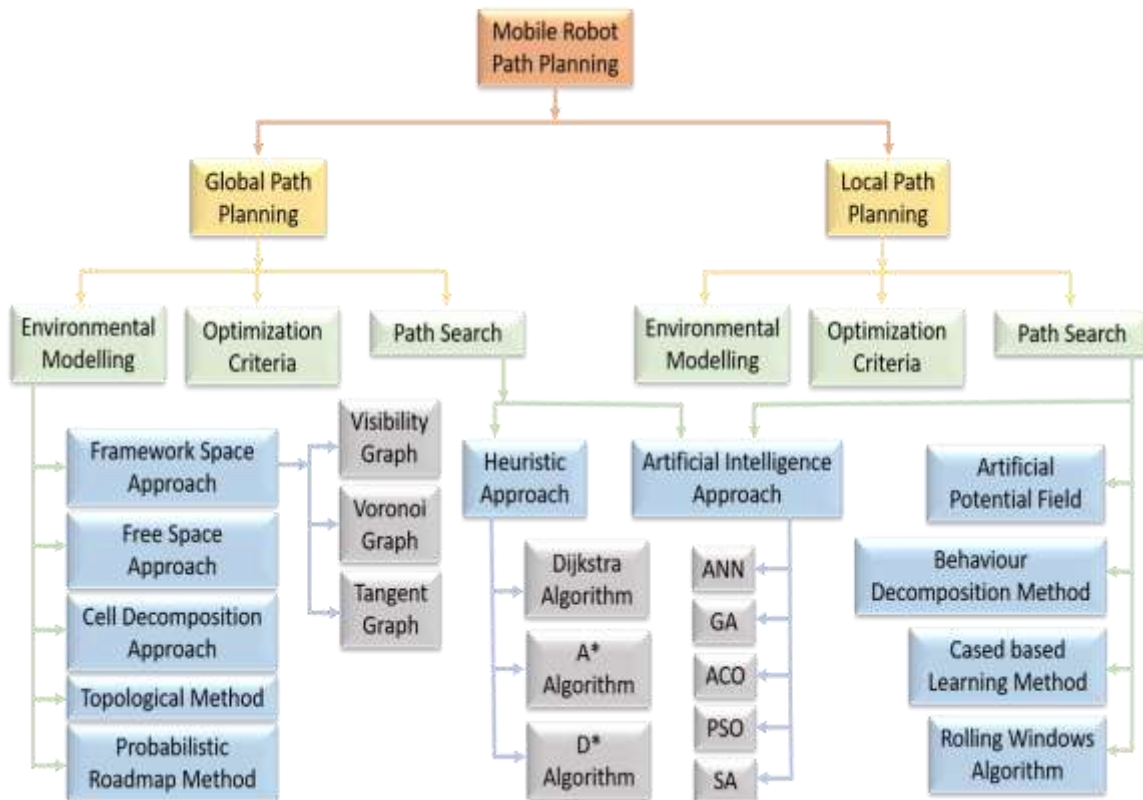 Mobile Robot
Path Planning
Global Path
Planning
Local Path
Planning
Environmental
Modelling
Optimization
Criteria
Path Search
Environmental
Modelling
Optimization
Criteria
Path Search
Framework Space
Approach
Free Space
Approach
Cell Decomposition
Approach
Topological Method
Probabilistic
Roadmap Method
Visibility
Graph
Voronoi
Graph
Tangent
Graph
Heuristic
Approach
Dijkstra
Algorithm
A*
Algorithm
D*
Algorithm
Artificial Intelligence
Approach
ANN
GA
ACO
PSO
SA
Artificial
Potential Field
Behaviour
Decomposition Method
Cased based
Learning Method
Rolling Windows
Algorithm